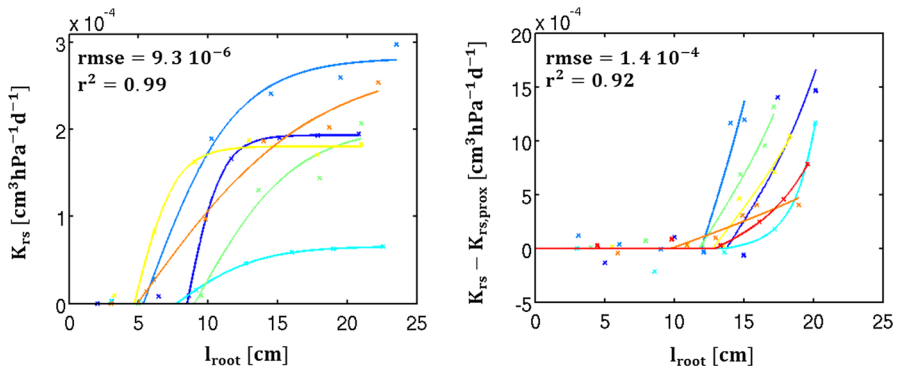 x 10⁻⁴
3
2
1
0
0
5
10
15
20
25
rmse = 9.3 10⁻⁶
r² = 0.99
K_rs [cm³hPa⁻¹d⁻¹]
l_root [cm]
20 x 10⁻⁴
15
10
5
0
-5
0
5
10
15
20
25
rmse = 1.4 10⁻⁴
r² = 0.92
K_rs − K_rs,prox [cm³hPa⁻¹d⁻¹]
l_root [cm]